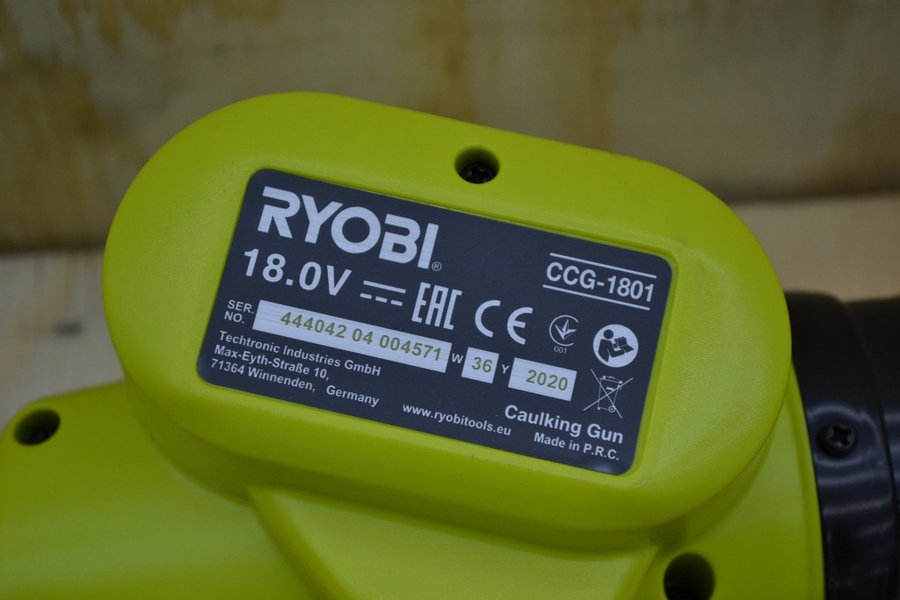 RYOBI®
CCG-1801
18.0V EAC CE
001
SER. NO. 444042 04 004571 W 36 Y 2020
Techtronic Industries GmbH
Max-Eyth-Straße 10,
71364 Winnenden, Germany
www.ryobitools.eu
Caulking Gun
Made in P.R.C.